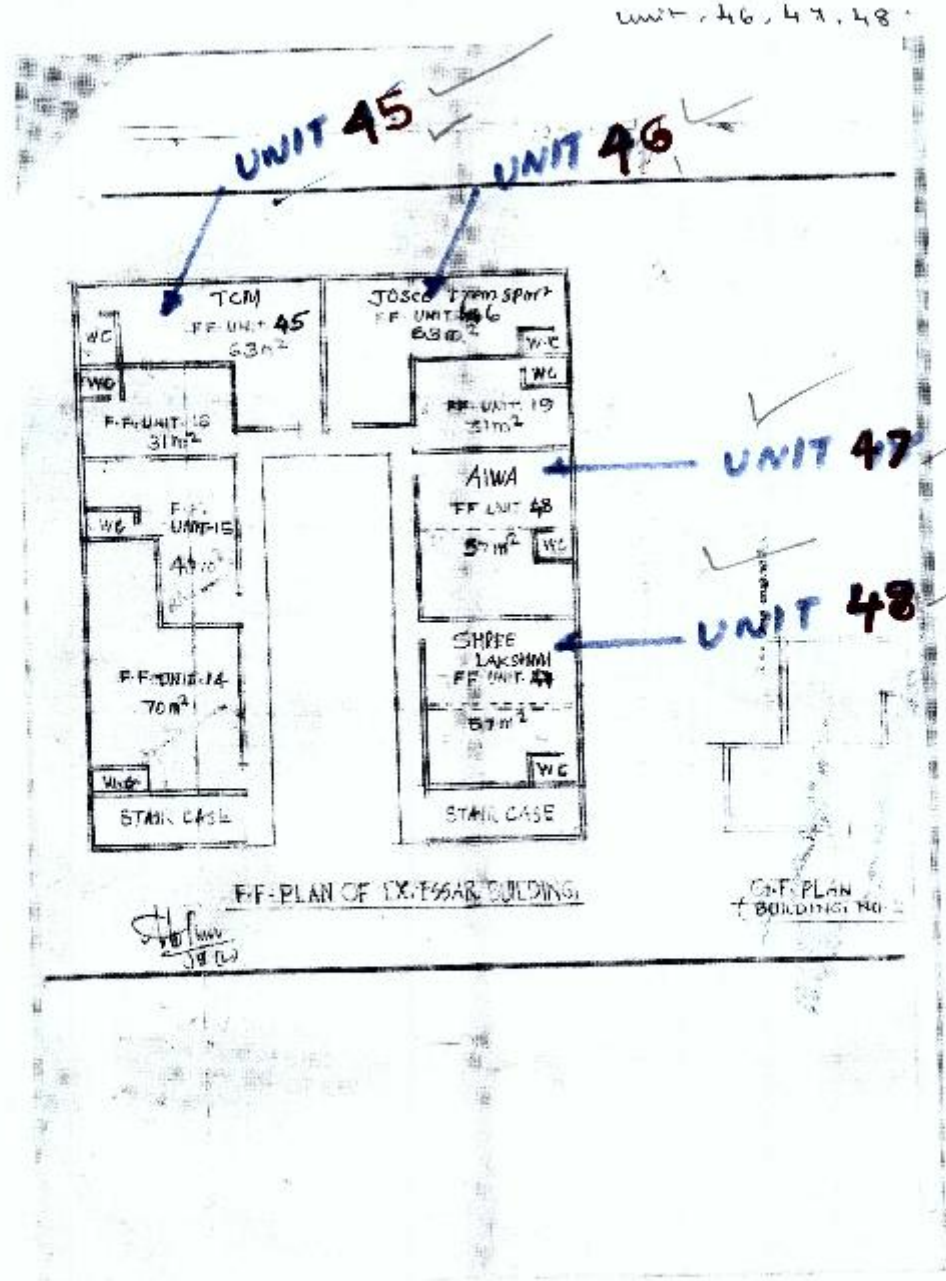 unit. 46, 47, 48
UNIT 45
UNIT 46
TCM
FF-UNIT 45
63m²
WC
WC
JOSCO Transport
FF-UNIT-46
63m²
W.C
WC
F.F.UNIT-18
31m²
FF-UNIT 19
31m²
AIWA
FF UNIT 48
57m²
WC
UNIT 47
WC
F.F.
UNIT-15
SHREE
LAKSHMI
FF UNIT
57m²
WC
UNIT 48
F.F-UNIT-14
70m²
STAIR CASE
STAIR CASE
F.F-PLAN OF EX.ESSAR BUILDING
G.F. PLAN
BUILDING NO